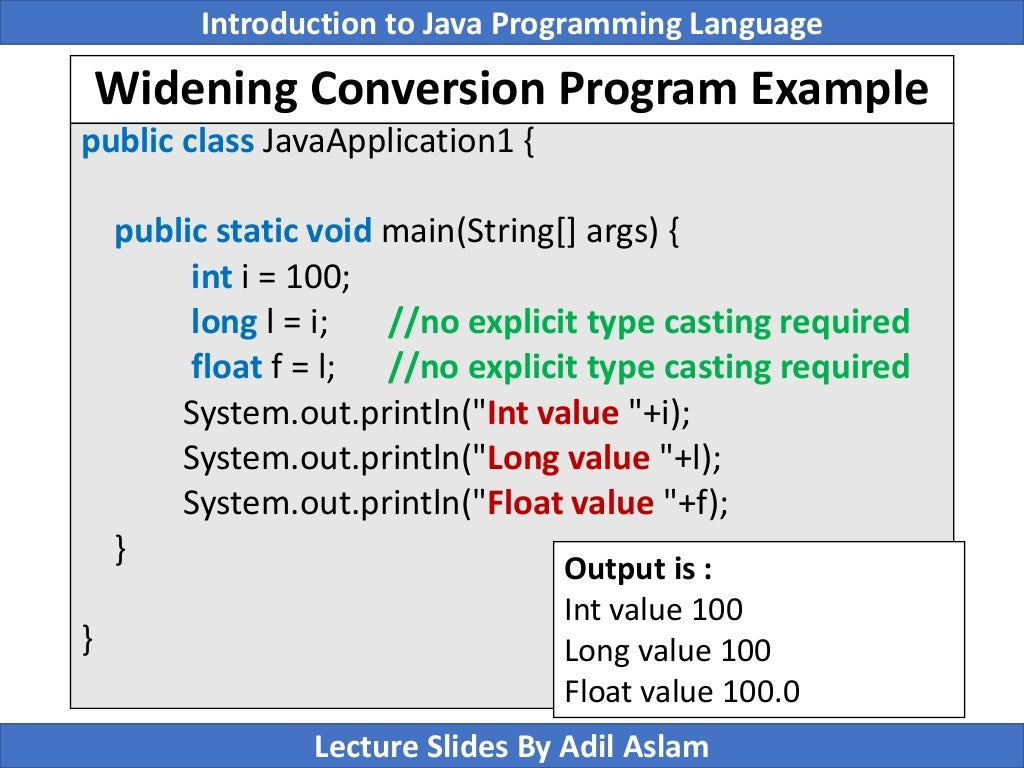 Introduction to Java Programming Language
Widening Conversion Program Example
public class JavaApplication1 {
public static void main(String[] args) {
int i = 100;
long l = i; //no explicit type casting required
float f = l; //no explicit type casting required
System.out.println("Int value "+i);
System.out.println("Long value "+l);
System.out.println("Float value "+f);
}
}
Output is :
Int value 100
Long value 100
Float value 100.0
Lecture Slides By Adil Aslam